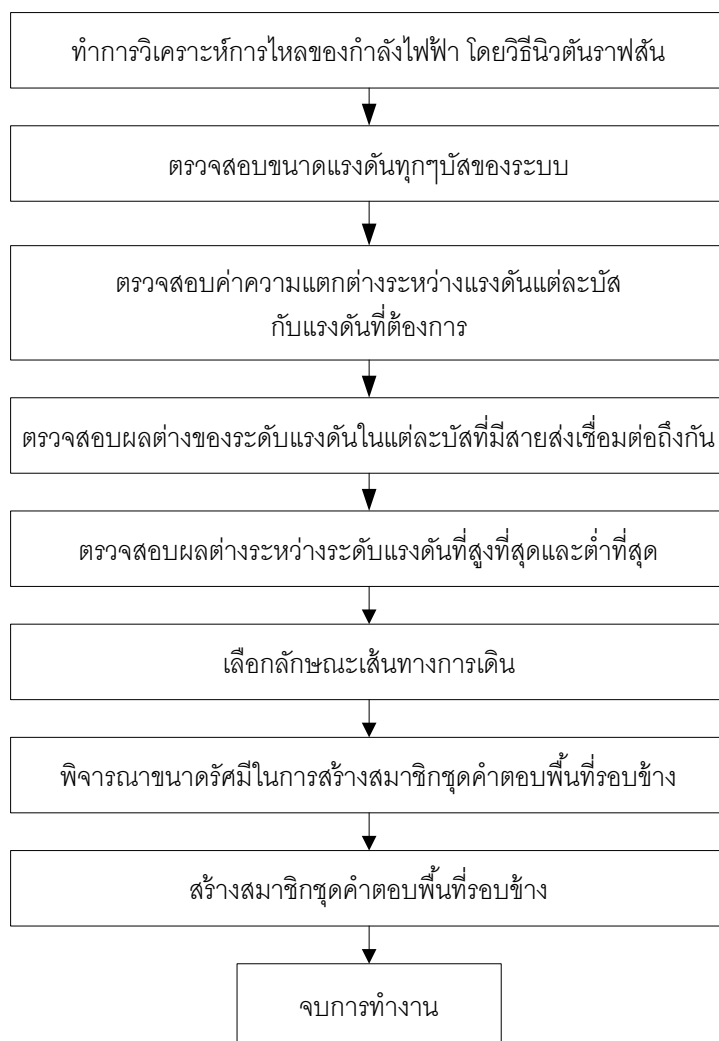 ทำการวิเคราะห์การไหลของกำลังไฟฟ้า โดยวิธีนิวตันราฟสัน
ตรวจสอบขนาดแรงดันทุกๆบัสของระบบ
ตรวจสอบค่าความแตกต่างระหว่างแรงดันแต่ละบัส
กับแรงดันที่ต้องการ
ตรวจสอบผลต่างของระดับแรงดันในแต่ละบัสที่มีสายส่งเชื่อมต่อถึงกัน
ตรวจสอบผลต่างระหว่างระดับแรงดันที่สูงที่สุดและต่ำที่สุด
เลือกลักษณะเส้นทางการเดิน
พิจารณาขนาดรัศมีในการสร้างสมาชิกชุดคำตอบพื้นที่รอบข้าง
สร้างสมาชิกชุดคำตอบพื้นที่รอบข้าง
จบการทำงาน